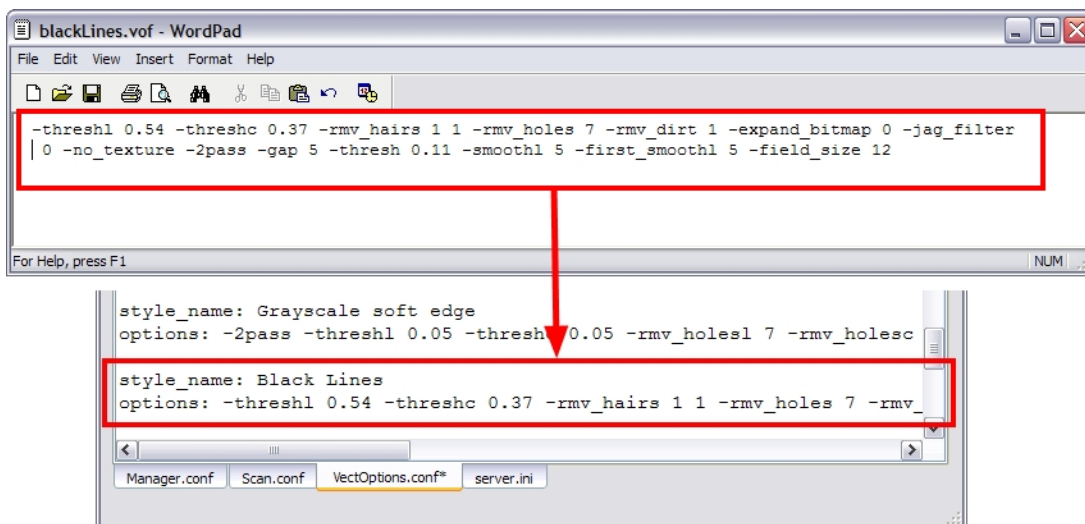 blackLines.vof - WordPad
File Edit View Insert Format Help
-threshl 0.54 -threshc 0.37 -rmv_hairs 1 1 -rmv_holes 7 -rmv_dirt 1 -expand_bitmap 0 -jag_filter
0 -no_texture -2pass -gap 5 -thresh 0.11 -smoothl 5 -first_smoothl 5 -field_size 12
For Help, press F1 NUM
style_name: Grayscale soft edge
options: -2pass -threshl 0.05 -thresh 0.05 -rmv_holesl 7 -rmv_holesc
style_name: Black Lines
options: -threshl 0.54 -threshc 0.37 -rmv_hairs 1 1 -rmv_holes 7 -rmv_
Manager.conf Scan.conf VectOptions.conf* server.ini